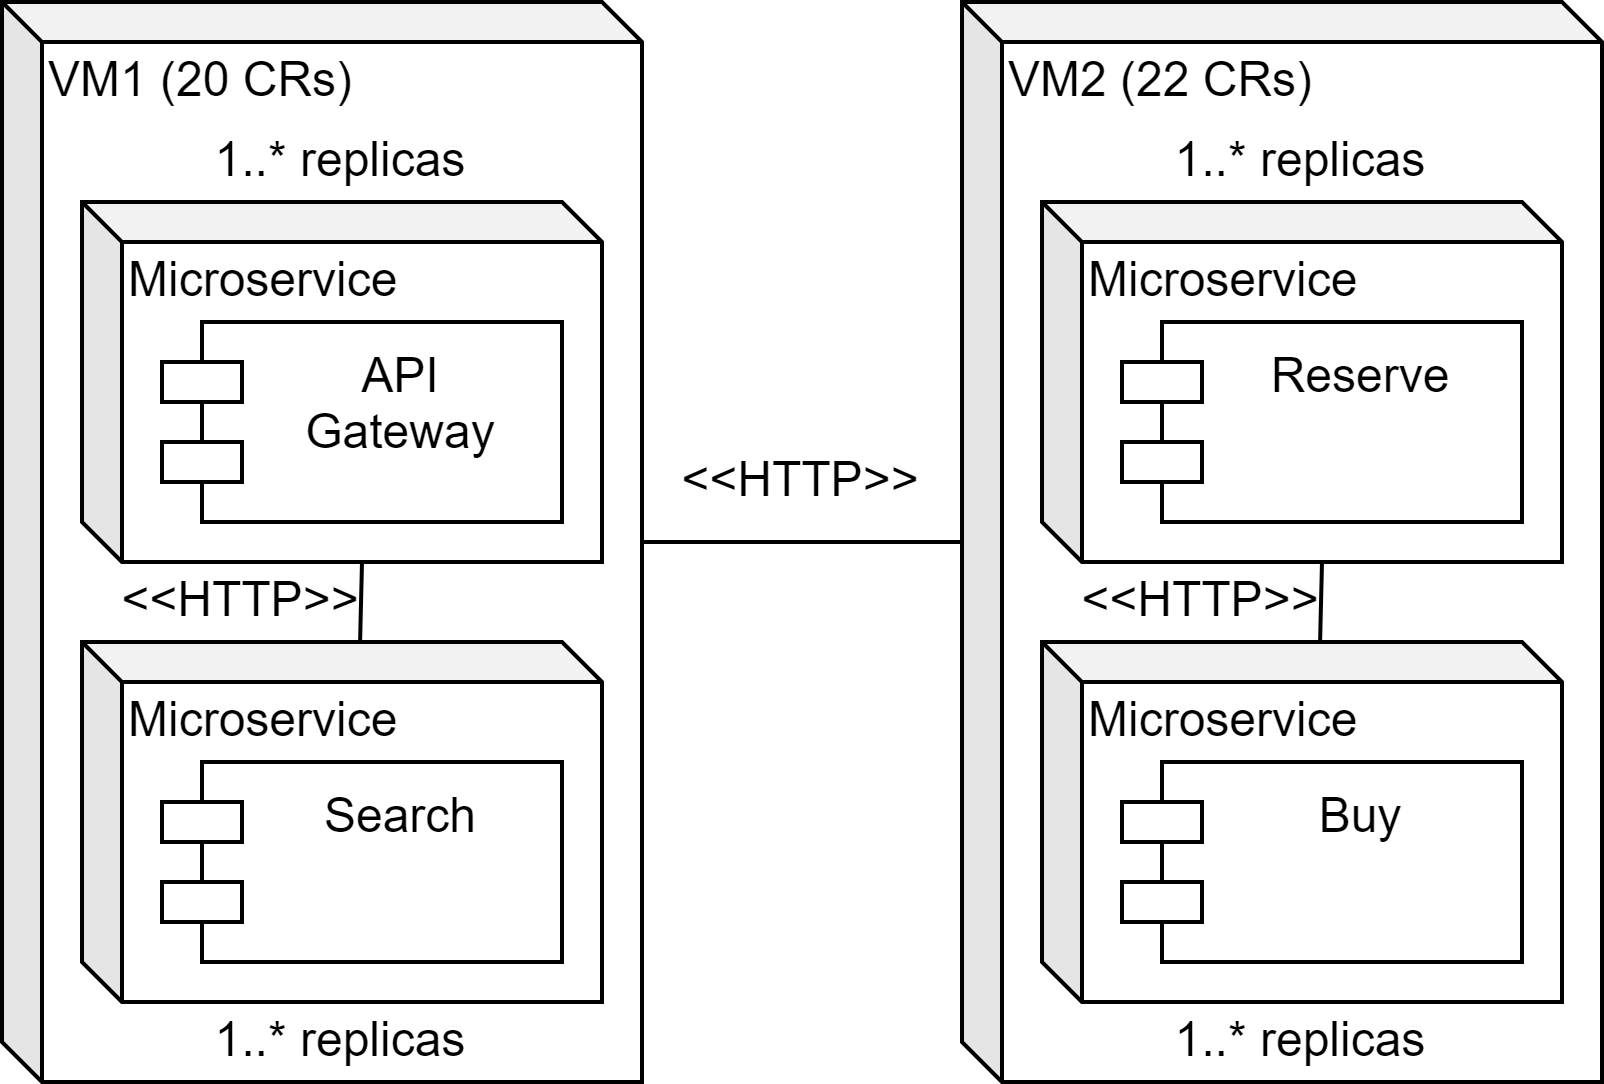 VM1 (20 CRs)
1..* replicas
Microservice
API
Gateway
<<HTTP>>
Microservice
Search
1..* replicas
<<HTTP>>
VM2 (22 CRs)
1..* replicas
Microservice
Reserve
<<HTTP>>
Microservice
Buy
1..* replicas